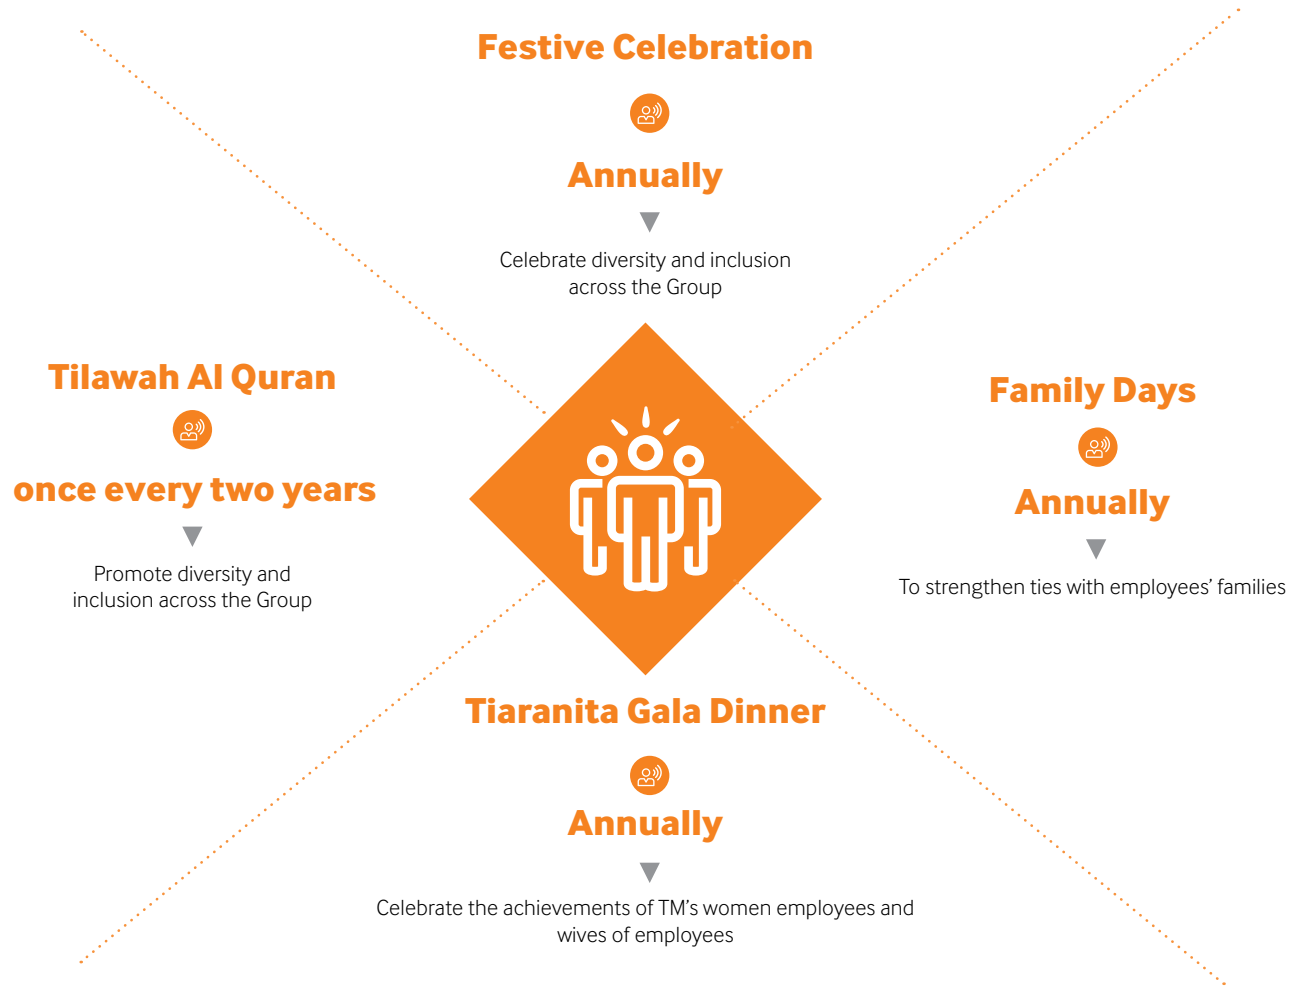 Festive Celebration
Annually
Celebrate diversity and inclusion
across the Group
Tilawah Al Quran
once every two years
Promote diversity and
inclusion across the Group
Family Days
Annually
To strengthen ties with employees’ families
Tiaranita Gala Dinner
Annually
Celebrate the achievements of TM’s women employees and
wives of employees